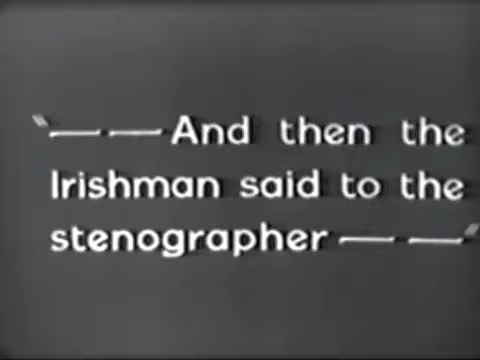 "— — And then the
Irishman said to the
stenographer — —"